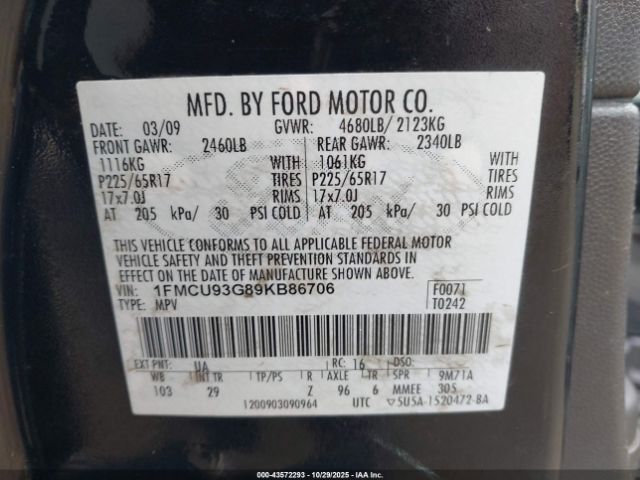 MFD. BY FORD MOTOR CO.
DATE: 03/09 GVWR: 4680LB/ 2123KG
FRONT GAWR: 2460LB REAR GAWR: 2340LB
1116KG WITH 1061KG WITH
P225/65R17 TIRES P225/65R17 TIRES
17x7.0J RIMS 17x7.0J RIMS
AT 205 kPa/ 30 PSI COLD AT 205 kPa/ 30 PSI COLD
THIS VEHICLE CONFORMS TO ALL APPLICABLE FEDERAL MOTOR
VEHICLE SAFETY AND THEFT PREVENTION STANDARDS IN EFFECT
ON THE DATE OF MANUFACTURE SHOWN ABOVE.
VIN: 1FMCU93G89KB86706 F0071
TYPE: MPV T0242
EXT PNT: UA RC: 16 DSO:
WB INT TR TP/PS R AXLE TR SPR 9M71A
103 29 Z 96 6 MMEE 305
1200903090964 UTC ▽5U5A-1520472-BA
000-43572293 - 10/29/2025 - IAAI, Inc.